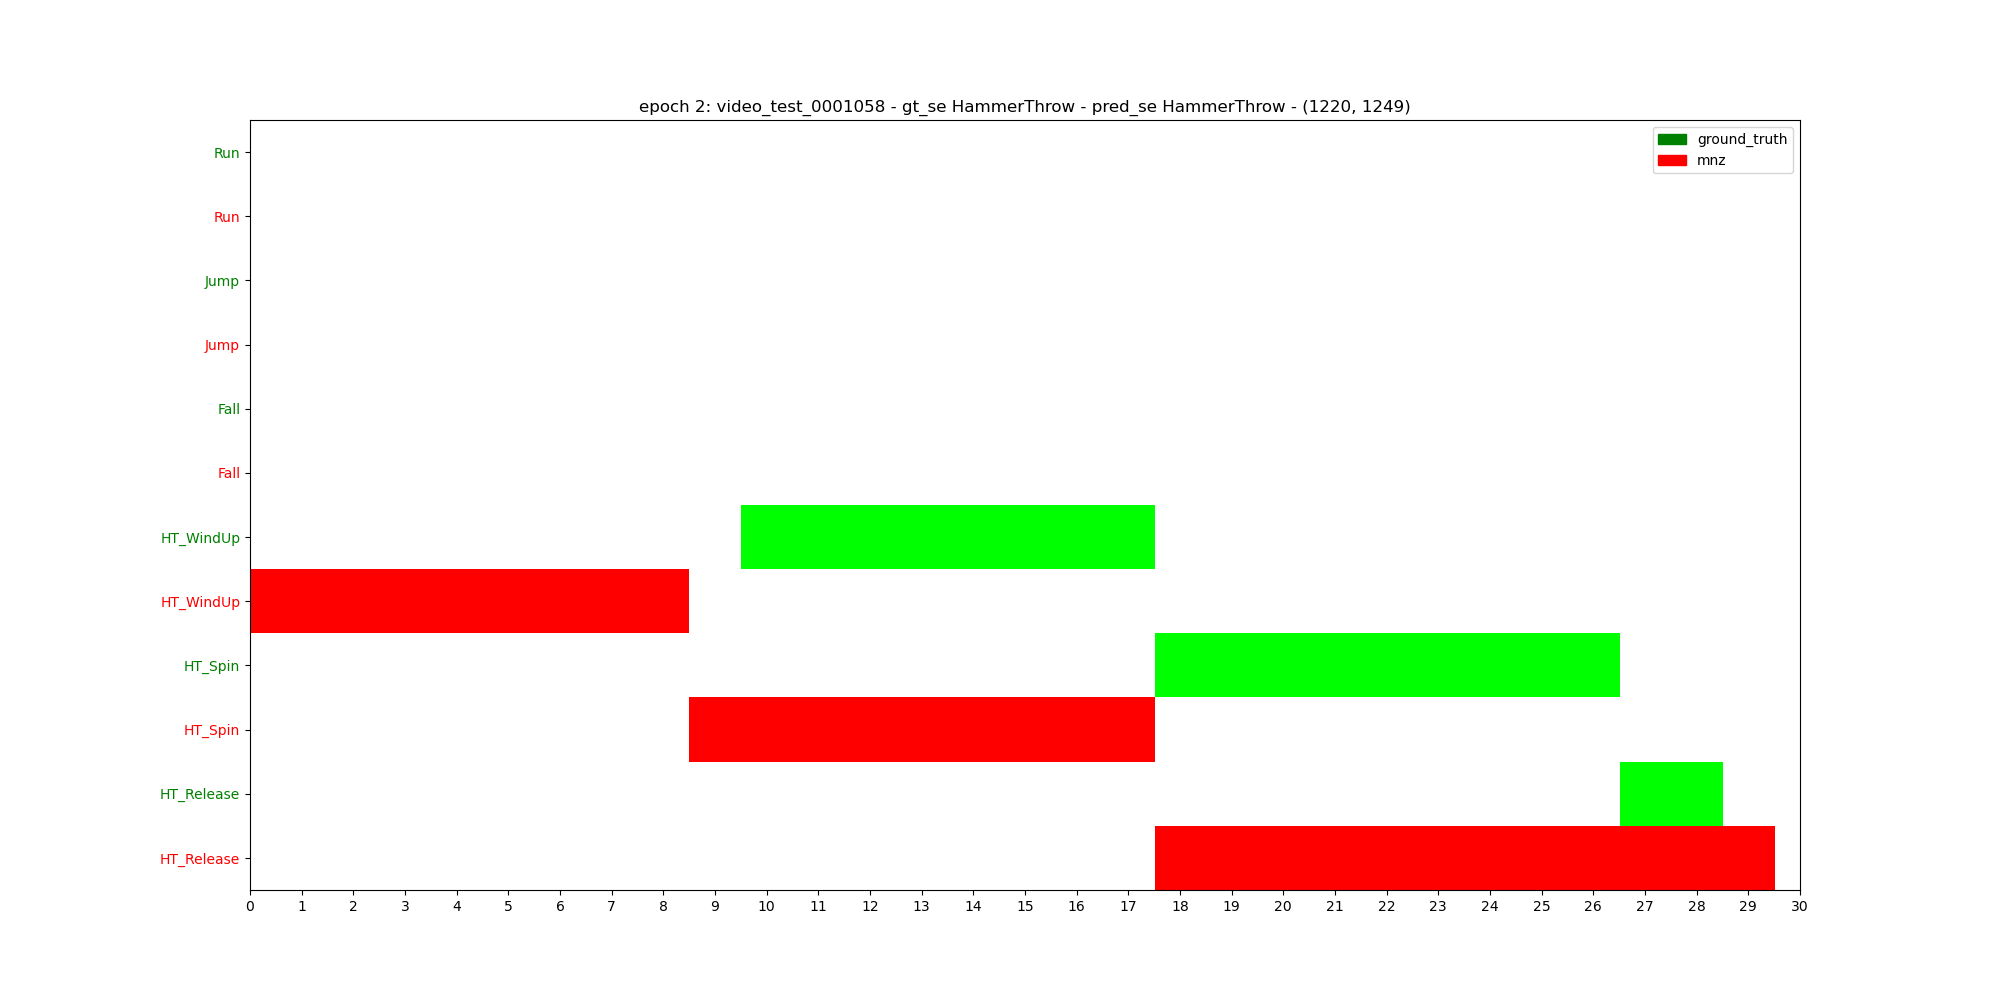 epoch 2: video_test_0001058 - gt_se HammerThrow - pred_se HammerThrow - (1220, 1249)
ground_truth
mnz
Run
Run
Jump
Jump
Fall
Fall
HT_WindUp
HT_WindUp
HT_Spin
HT_Spin
HT_Release
HT_Release
0 1 2 3 4 5 6 7 8 9 10 11 12 13 14 15 16 17 18 19 20 21 22 23 24 25 26 27 28 29 30